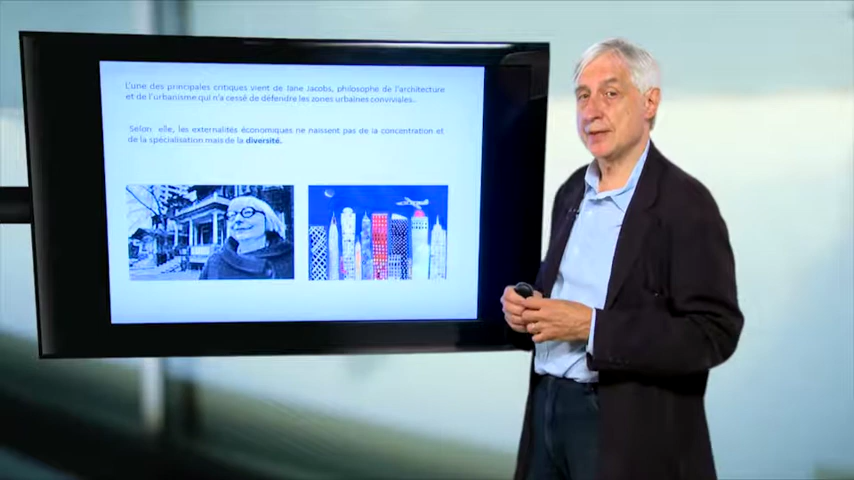 L'une des principales critiques vient de Jane Jacobs, philosophe de l'architecture
et de l'urbanisme qui n'a cessé de défendre les zones urbaines conviviales.
Selon elle, les externalités économiques ne naissent pas de la concentration et
de la spécialisation mais de la diversité.